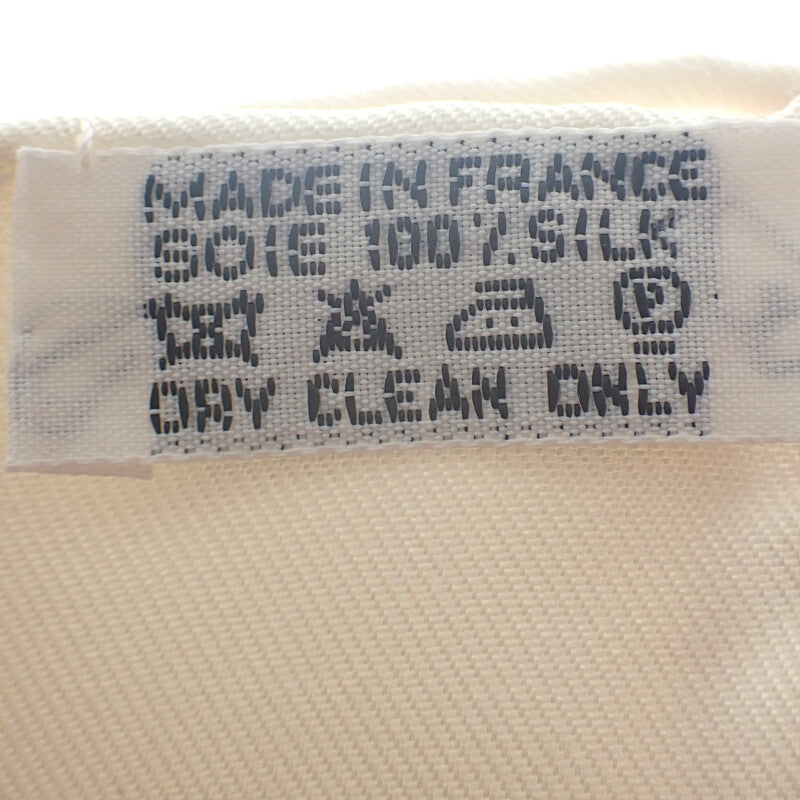 MADE IN FRANCE
SOIE 100% SILK
P
DRY CLEAN ONLY